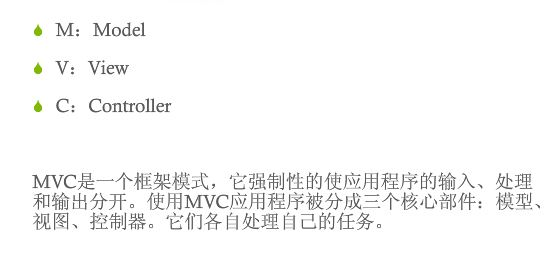 M：Model
V：View
C：Controller
MVC是一个框架模式，它强制性的使应用程序的输入、处理
和输出分开。使用MVC应用程序被分成三个核心部件：模型、
视图、控制器。它们各自处理自己的任务。